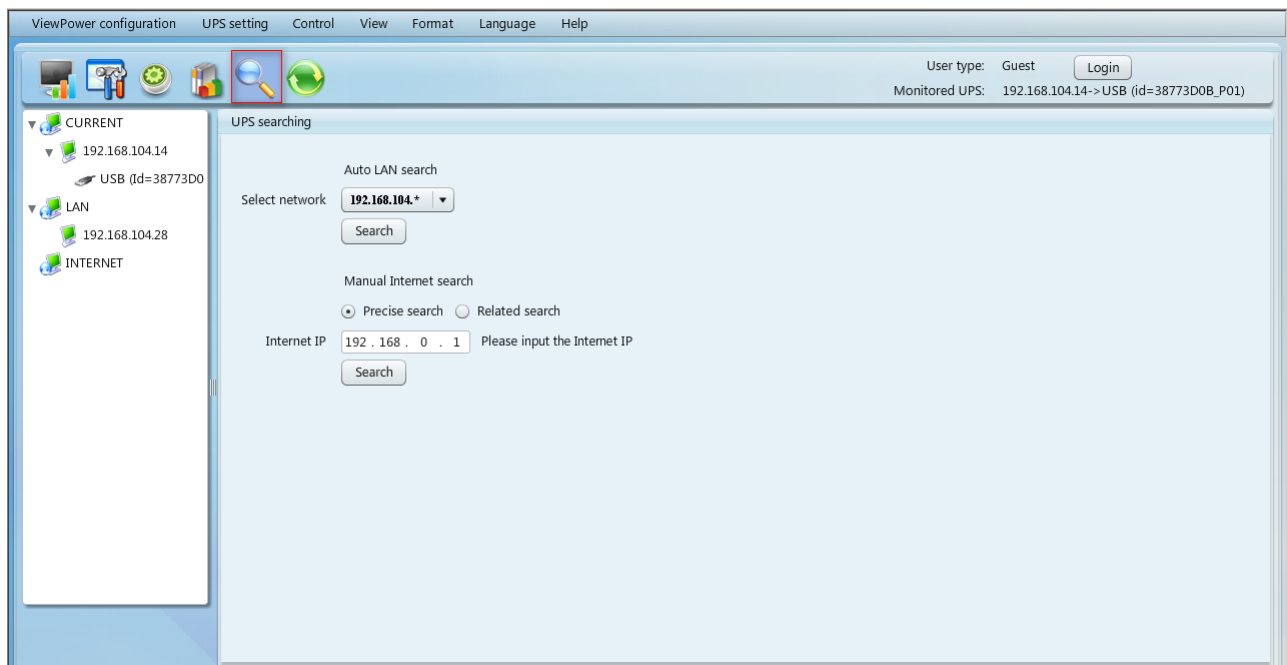 ViewPower configuration UPS setting Control View Format Language Help
User type: Guest Login
Monitored UPS: 192.168.104.14->USB (id=38773D0B_P01)
CURRENT
192.168.104.14
USB (Id=38773D0
LAN
192.168.104.28
INTERNET
UPS searching
Auto LAN search
Select network 192.168.104.*
Search
Manual Internet search
Precise search Related search
Internet IP 192 . 168 . 0 . 1 Please input the Internet IP
Search